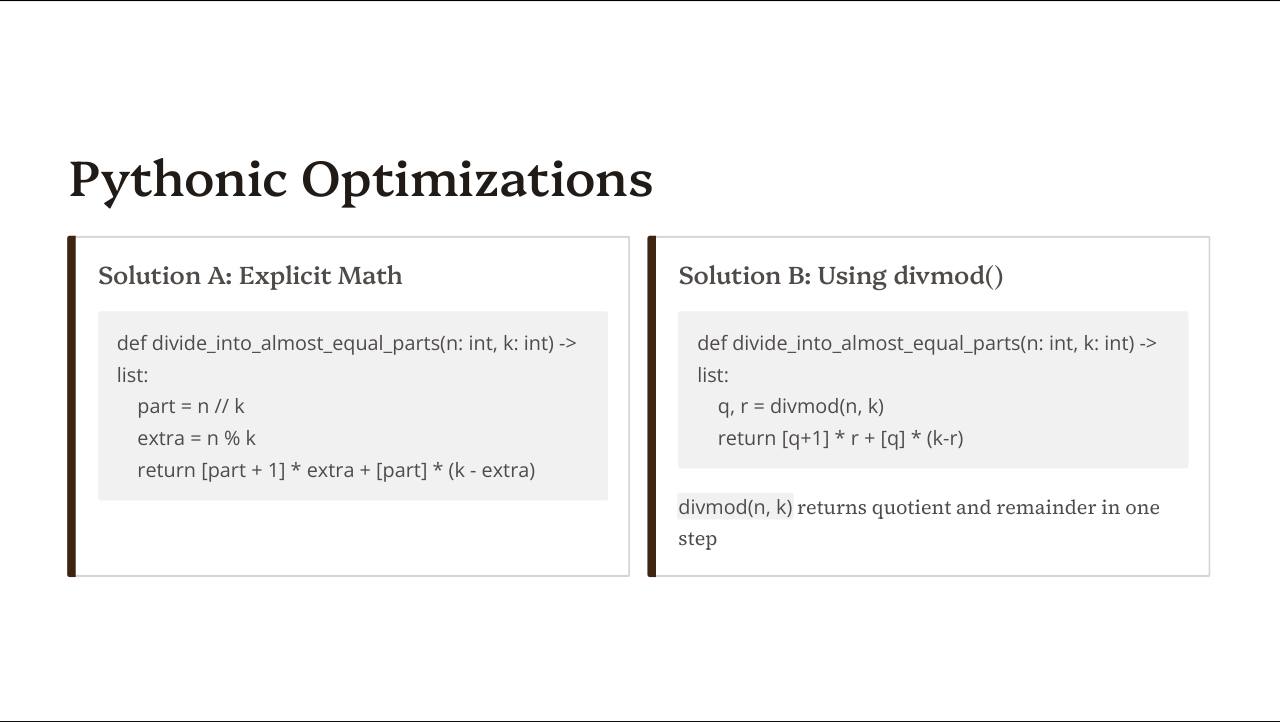 Pythonic Optimizations
Solution A: Explicit Math
def divide_into_almost_equal_parts(n: int, k: int) ->
list:
    part = n // k
    extra = n % k
    return [part + 1] * extra + [part] * (k - extra)
Solution B: Using divmod()
def divide_into_almost_equal_parts(n: int, k: int) ->
list:
    q, r = divmod(n, k)
    return [q+1] * r + [q] * (k-r)
divmod(n, k) returns quotient and remainder in one
step